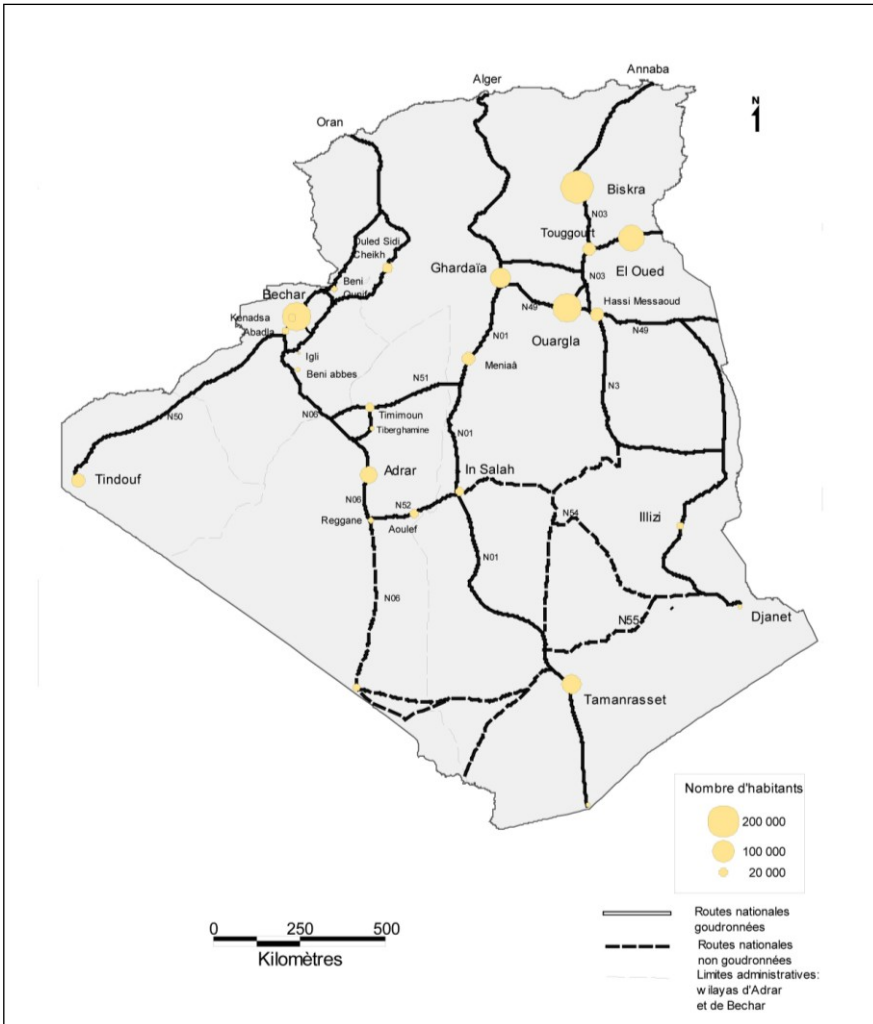 Annaba
Alger
N
Oran
Biskra
N03
Touggourt
Ouled Sidi
Cheikh
El Oued
Ghardaïa
N03
Beni
Ounif
Bechar
Hassi Messaoud
Kenadsa
N49
N49
Abadla
Ouargla
N01
Igli
Meniaâ
Beni abbes
N51
N3
N50
N06
Timimoun
Tiberghamine
N01
Adrar
In Salah
Tindouf
N06
N52
Reggane
Aoulef
N54
Illizi
N01
N06
N55
Djanet
Tamanrasset
Nombre d'habitants
200 000
100 000
20 000
0 250 500
Kilomètres
Routes nationales
goudronnées
Routes nationales
non goudronnées
Limites administratives:
wilayas d'Adrar
et de Bechar